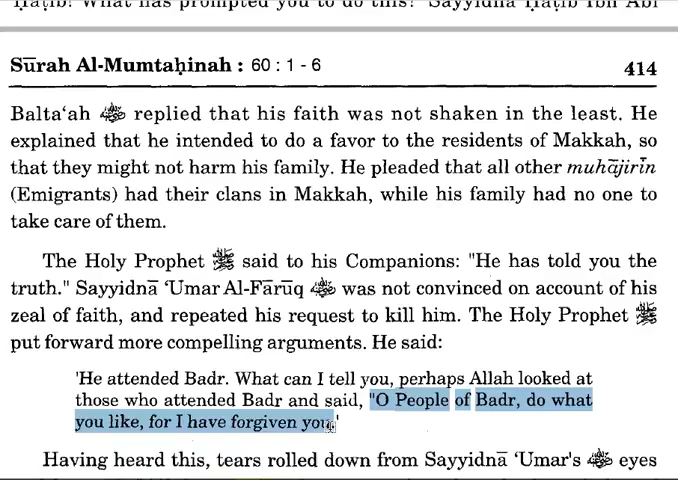 Ḥāṭib! What has prompted you to do this? Sayyidnā Ḥāṭib Ibn Abī
Sūrah Al-Mumtaḥinah : 60 : 1 - 6 414
Balta‘ah replied that his faith was not shaken in the least. He
explained that he intended to do a favor to the residents of Makkah, so
that they might not harm his family. He pleaded that all other muhājirīn
(Emigrants) had their clans in Makkah, while his family had no one to
take care of them.
The Holy Prophet ﷺ said to his Companions: "He has told you the
truth." Sayyidnā ‘Umar Al-Fārūq was not convinced on account of his
zeal of faith, and repeated his request to kill him. The Holy Prophet ﷺ
put forward more compelling arguments. He said:
'He attended Badr. What can I tell you, perhaps Allah looked at
those who attended Badr and said, "O People of Badr, do what
you like, for I have forgiven you."'
Having heard this, tears rolled down from Sayyidnā ‘Umar's eyes